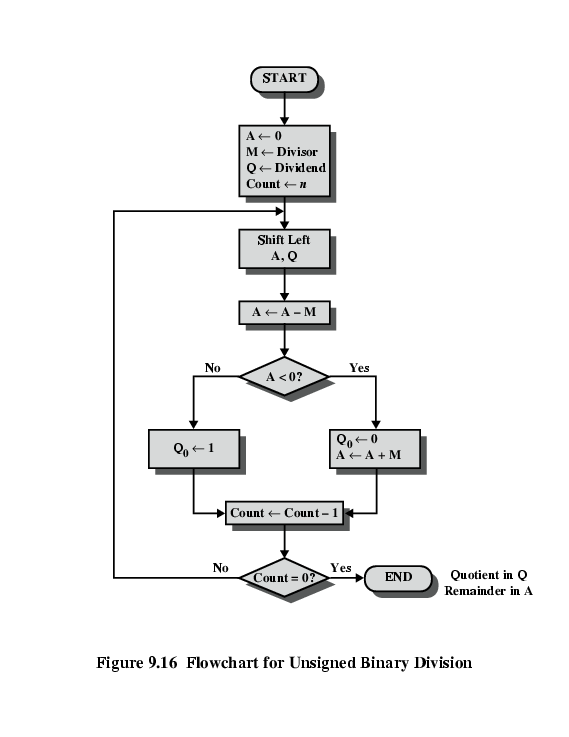 START
A ← 0
M ← Divisor
Q ← Dividend
Count ← n
Shift Left
A, Q
A ← A – M
No
Yes
A < 0?
Q0 ← 1
Q0 ← 0
A ← A + M
Count ← Count – 1
No
Yes
Count = 0?
END
Quotient in Q
Remainder in A
Figure 9.16 Flowchart for Unsigned Binary Division